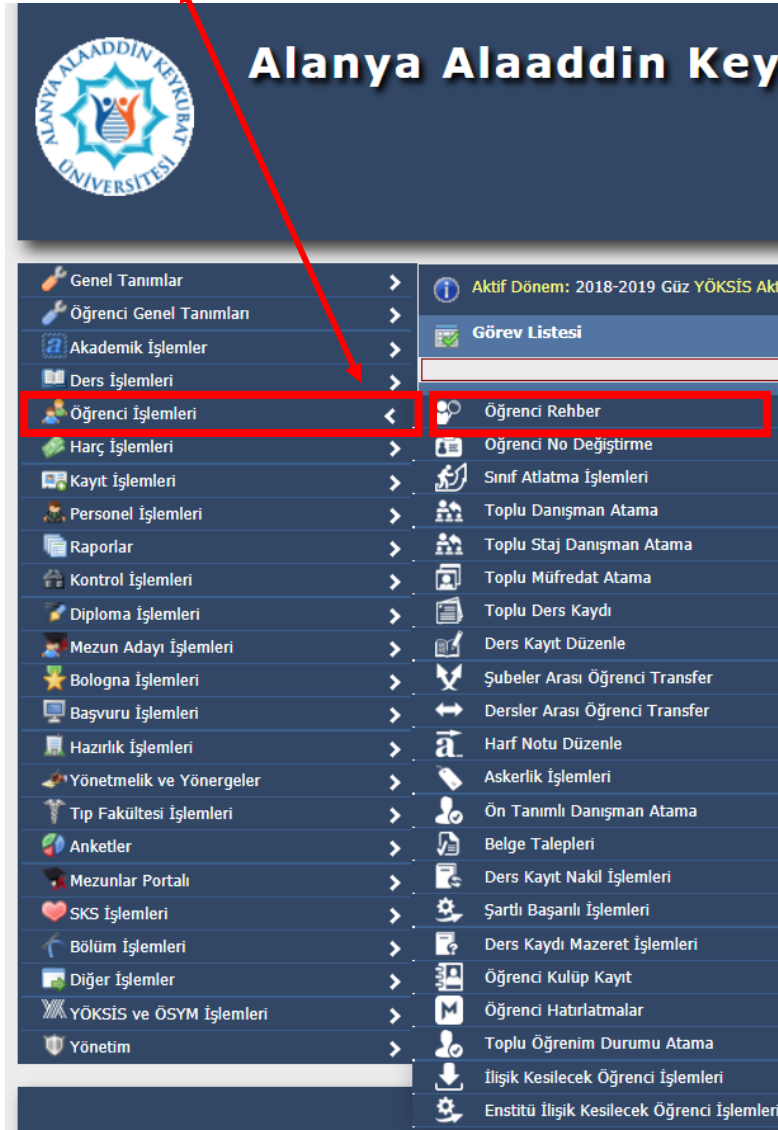 ALANYA ALAADDİN KEYKUBAT
ÜNİVERSİTESİ
Alanya Alaaddin Key
Genel Tanımlar
Öğrenci Genel Tanımları
Akademik İşlemler
Ders İşlemleri
Öğrenci İşlemleri
Harç İşlemleri
Kayıt İşlemleri
Personel İşlemleri
Raporlar
Kontrol İşlemleri
Diploma İşlemleri
Mezun Adayı İşlemleri
Bologna İşlemleri
Başvuru İşlemleri
Hazırlık İşlemleri
Yönetmelik ve Yönergeler
Tıp Fakültesi İşlemleri
Anketler
Mezunlar Portalı
SKS İşlemleri
Bölüm İşlemleri
Diğer İşlemler
YÖKSİS ve ÖSYM İşlemleri
Yönetim
Aktif Dönem: 2018-2019 Güz YÖKSİS Akt
Görev Listesi
Öğrenci Rehber
Öğrenci No Değiştirme
Sınıf Atlatma İşlemleri
Toplu Danışman Atama
Toplu Staj Danışman Atama
Toplu Müfredat Atama
Toplu Ders Kaydı
Ders Kayıt Düzenle
Şubeler Arası Öğrenci Transfer
Dersler Arası Öğrenci Transfer
Harf Notu Düzenle
Askerlik İşlemleri
Ön Tanımlı Danışman Atama
Belge Talepleri
Ders Kayıt Nakil İşlemleri
Şartlı Başarılı İşlemleri
Ders Kaydı Mazeret İşlemleri
Öğrenci Kulüp Kayıt
Öğrenci Hatırlatmalar
Toplu Öğrenim Durumu Atama
İlişik Kesilecek Öğrenci İşlemleri
Enstitü İlişik Kesilecek Öğrenci İşlemleri